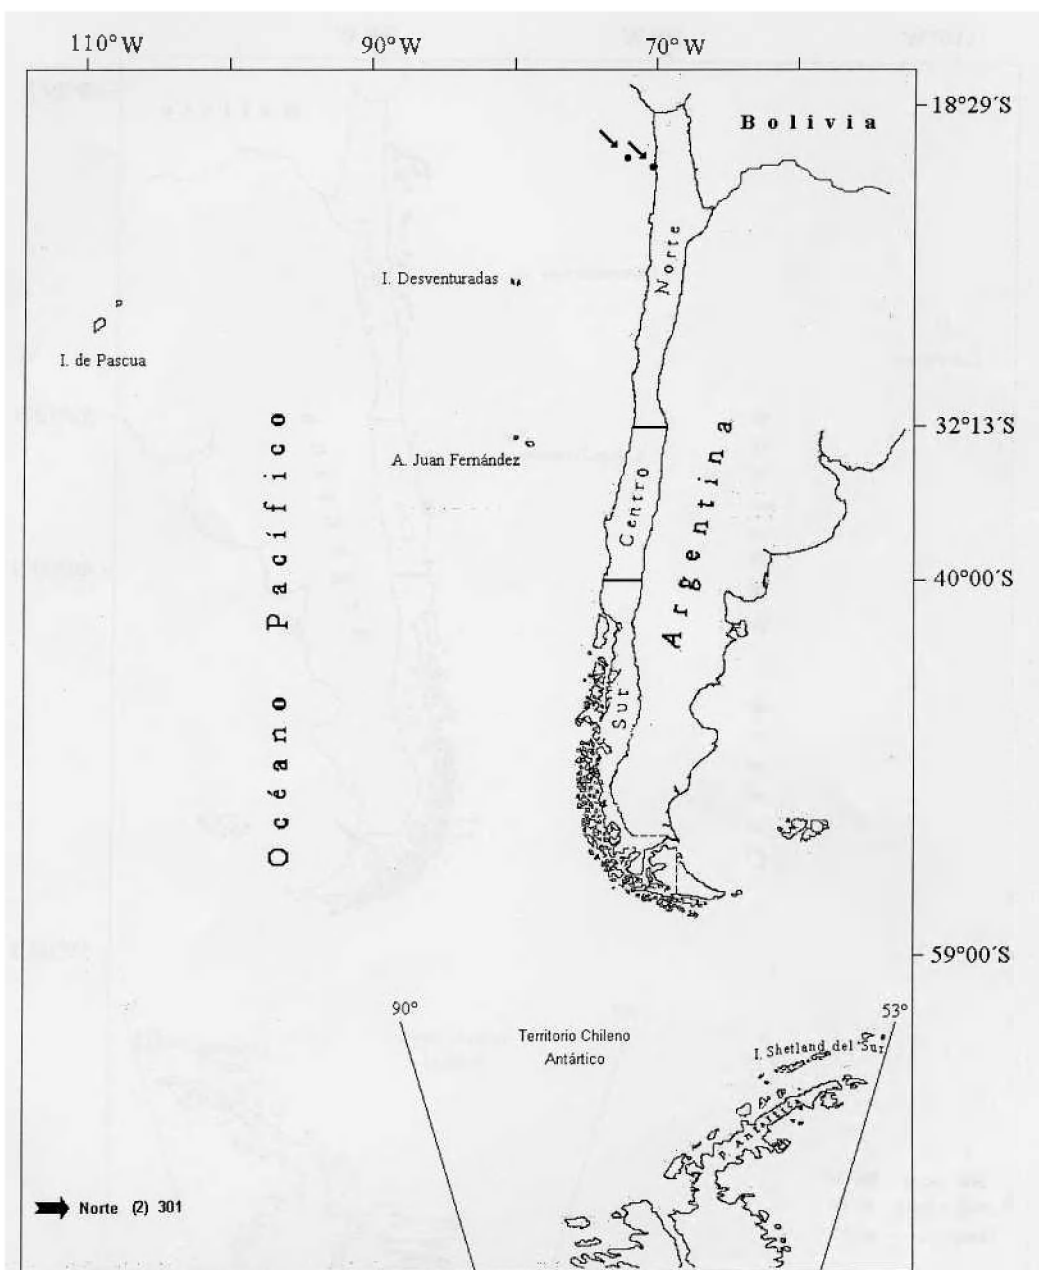 110°W 90°W 70°W
18°29´S
Bolivia
Norte
I. Desventuradas
I. de Pascua
32°13´S
A. Juan Fernández
Centro
Argentina
Océano Pacífico
40°00´S
Sur
59°00´S
90° 53°
Territorio Chileno
Antártico
I. Shetland del Sur
P. Antártica
Norte (2) 301